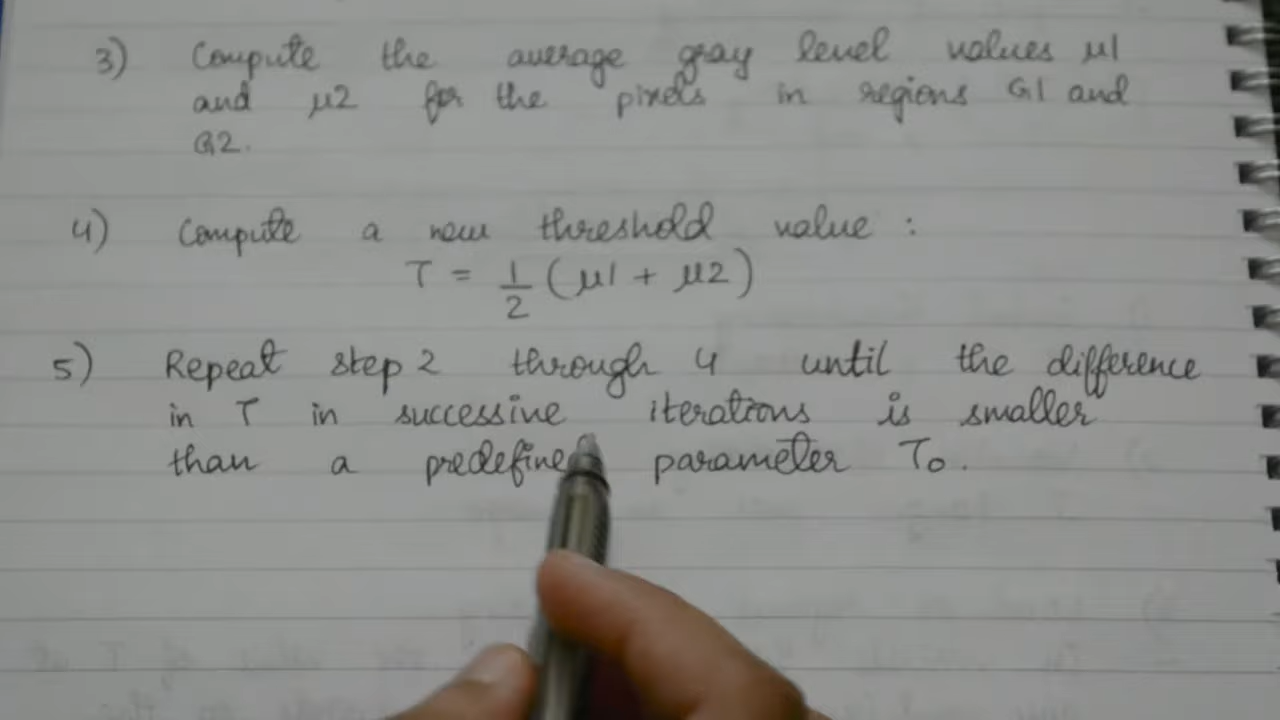 3) Compute the average gray level values μ1
and μ2 for the pixels in regions G1 and
G2.
4) Compute a new threshold value :
T = 1/2 (μ1 + μ2)
5) Repeat step 2 through 4 until the difference
in T in successive iterations is smaller
than a predefined parameter T₀.